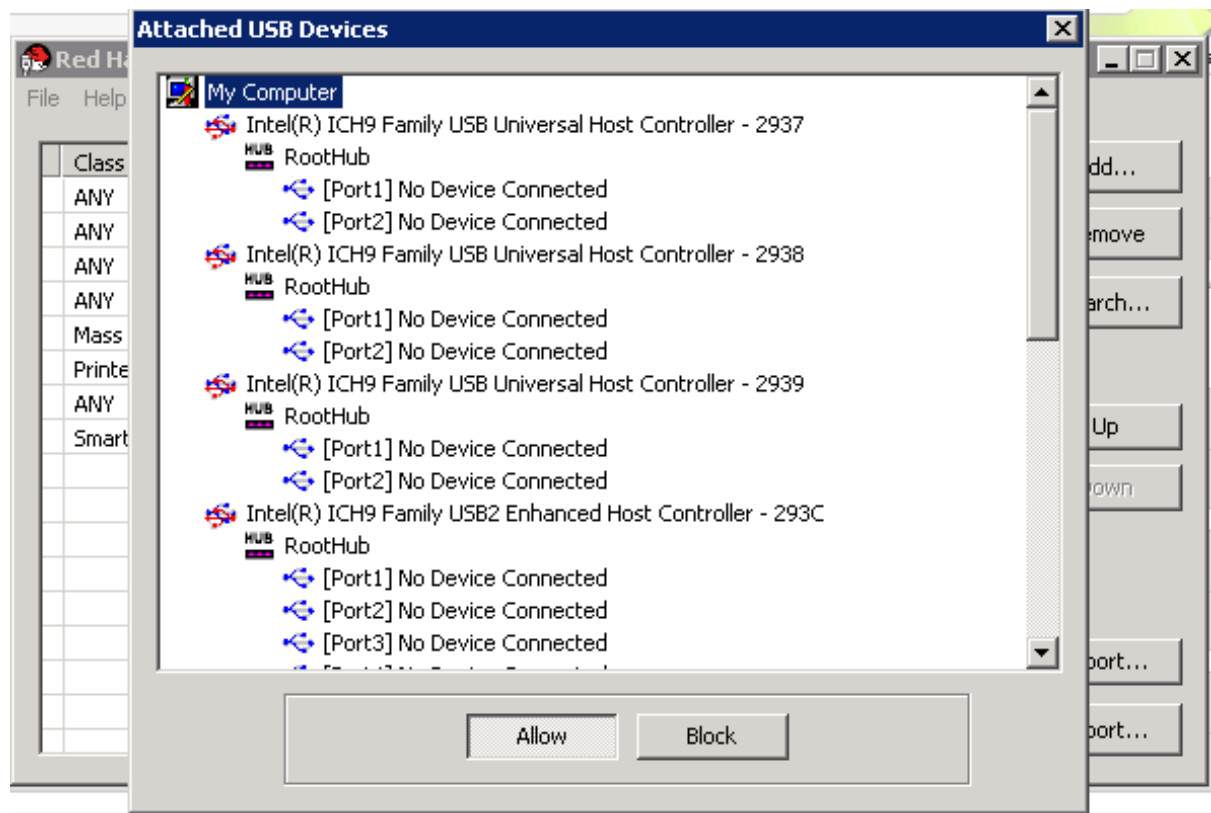 Attached USB Devices
Red Ha
File Help
My Computer
Intel(R) ICH9 Family USB Universal Host Controller - 2937
HUB RootHub
[Port1] No Device Connected
[Port2] No Device Connected
Intel(R) ICH9 Family USB Universal Host Controller - 2938
HUB RootHub
[Port1] No Device Connected
[Port2] No Device Connected
Intel(R) ICH9 Family USB Universal Host Controller - 2939
HUB RootHub
[Port1] No Device Connected
[Port2] No Device Connected
Intel(R) ICH9 Family USB2 Enhanced Host Controller - 293C
HUB RootHub
[Port1] No Device Connected
[Port2] No Device Connected
[Port3] No Device Connected
Allow Block
Class
ANY
ANY
ANY
ANY
Mass
Printe
ANY
Smart
dd...
emove
arch...
Up
own
port...
port...